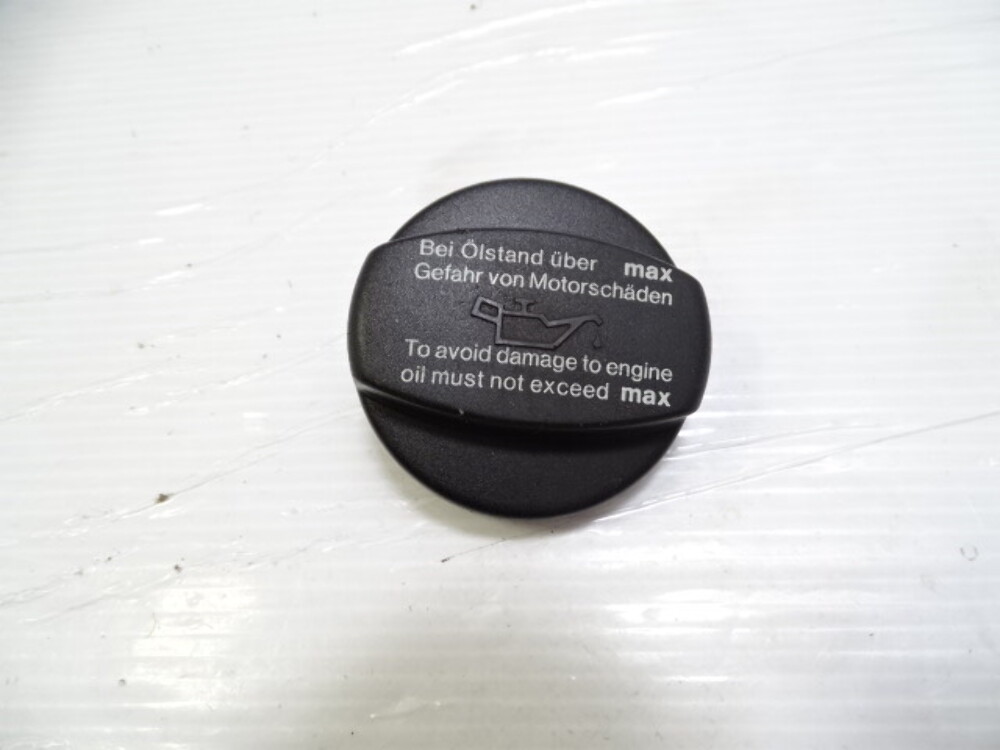 Bei Ölstand über max
Gefahr von Motorschäden
To avoid damage to engine
oil must not exceed max